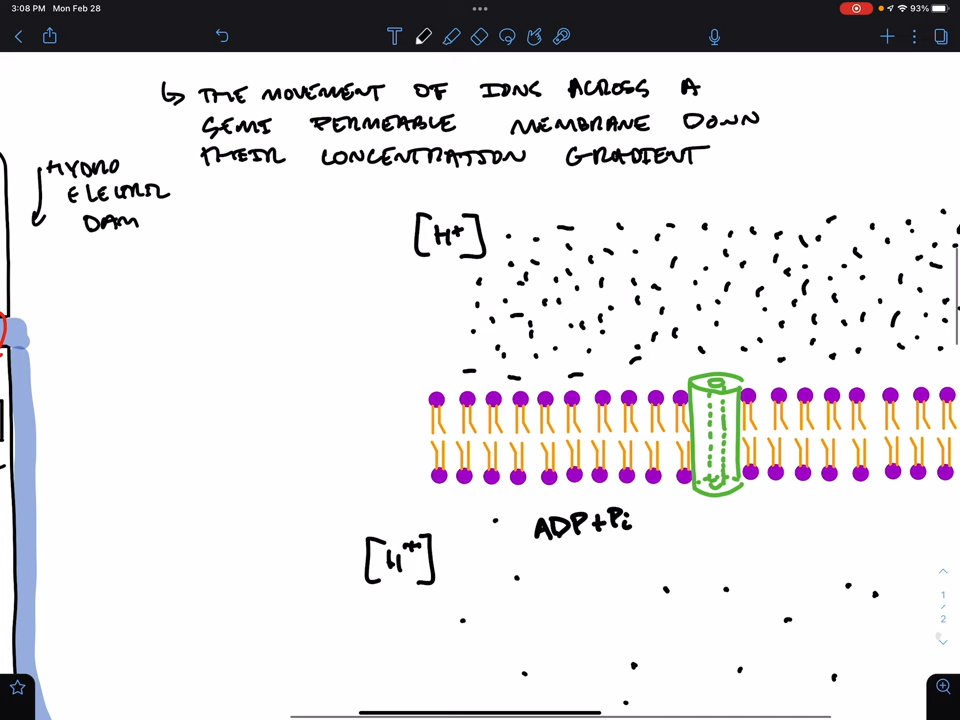 3:08 PM Mon Feb 28
93%
↳ THE MOVEMENT OF IONS ACROSS A
SEMI PERMEABLE MEMBRANE DOWN
THEIR CONCENTRATION GRADIENT
HYDRO
ELECTRIC
DAM
[H+]
ADP+Pi
[H+]
1
/
2